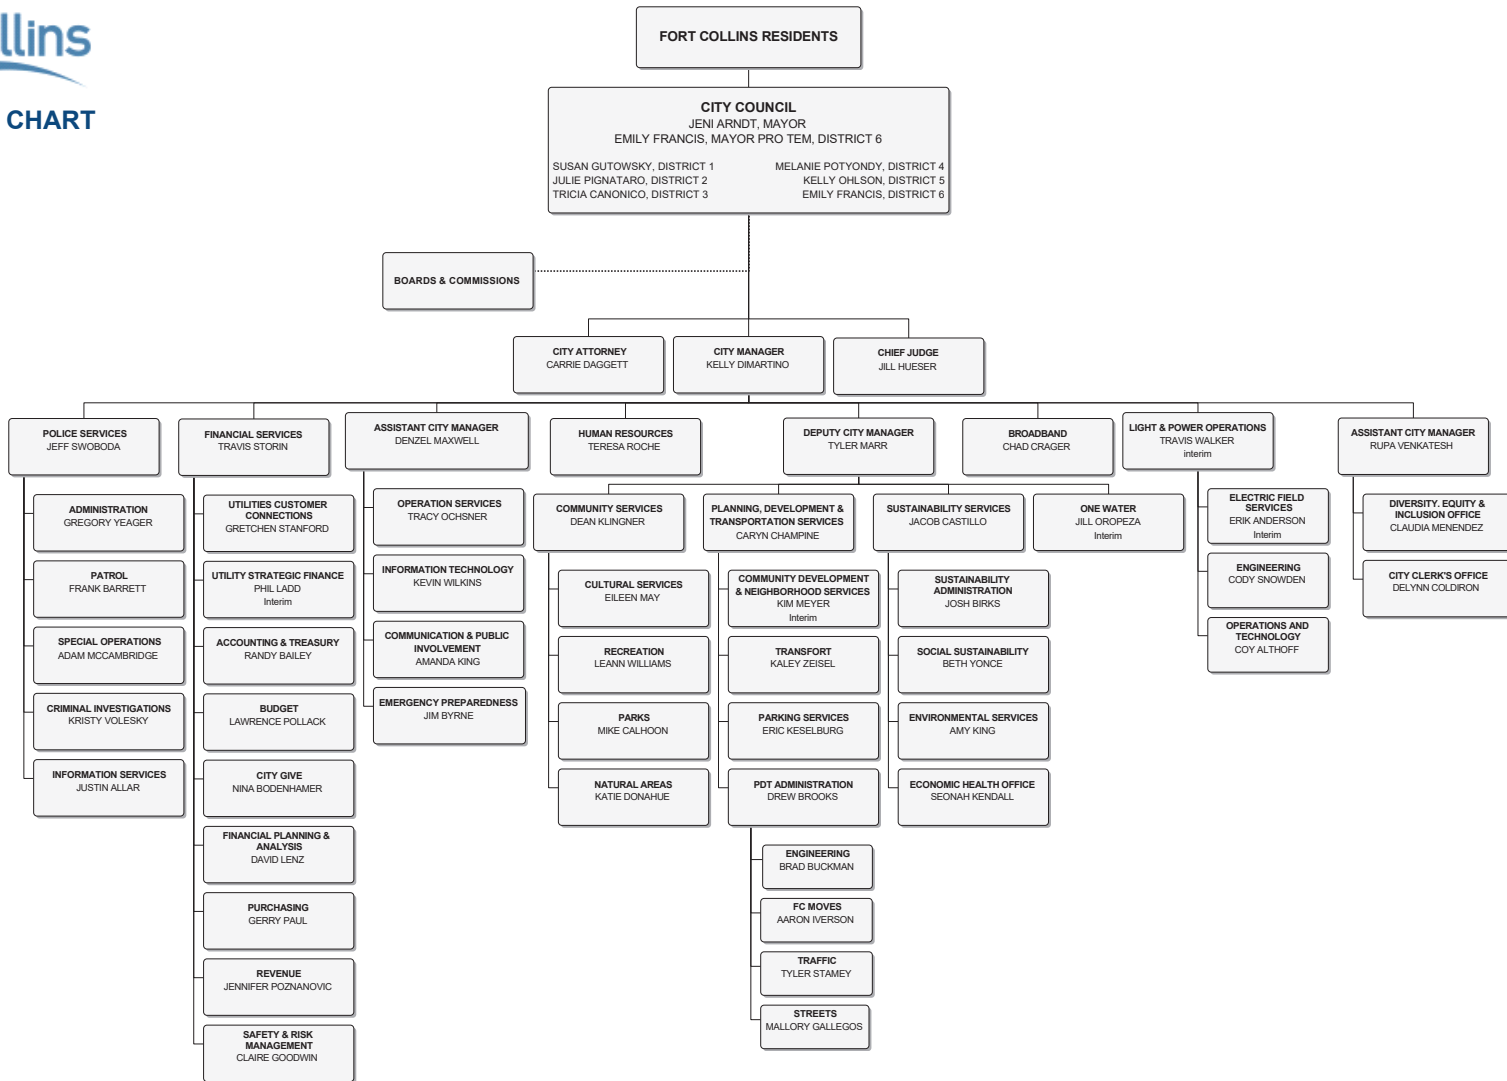 llins
CHART
FORT COLLINS RESIDENTS
CITY COUNCIL
JENI ARNDT, MAYOR
EMILY FRANCIS, MAYOR PRO TEM, DISTRICT 6
SUSAN GUTOWSKY, DISTRICT 1
JULIE PIGNATARO, DISTRICT 2
TRICIA CANONICO, DISTRICT 3
MELANIE POTYONDY, DISTRICT 4
KELLY OHLSON, DISTRICT 5
EMILY FRANCIS, DISTRICT 6
BOARDS & COMMISSIONS
CITY ATTORNEY
CARRIE DAGGETT
CITY MANAGER
KELLY DIMARTINO
CHIEF JUDGE
JILL HUESER
POLICE SERVICES
JEFF SWOBODA
FINANCIAL SERVICES
TRAVIS STORIN
ASSISTANT CITY MANAGER
DENZEL MAXWELL
HUMAN RESOURCES
TERESA ROCHE
DEPUTY CITY MANAGER
TYLER MARR
BROADBAND
CHAD CRAGER
LIGHT & POWER OPERATIONS
TRAVIS WALKER
interim
ASSISTANT CITY MANAGER
RUPA VENKATESH
ADMINISTRATION
GREGORY YEAGER
PATROL
FRANK BARRETT
SPECIAL OPERATIONS
ADAM MCCAMBRIDGE
CRIMINAL INVESTIGATIONS
KRISTY VOLESKY
INFORMATION SERVICES
JUSTIN ALLAR
UTILITIES CUSTOMER
CONNECTIONS
GRETCHEN STANFORD
UTILITY STRATEGIC FINANCE
PHIL LADD
Interim
ACCOUNTING & TREASURY
RANDY BAILEY
BUDGET
LAWRENCE POLLACK
CITY GIVE
NINA BODENHAMER
FINANCIAL PLANNING &
ANALYSIS
DAVID LENZ
PURCHASING
GERRY PAUL
REVENUE
JENNIFER POZNANOVIC
SAFETY & RISK
MANAGEMENT
CLAIRE GOODWIN
OPERATION SERVICES
TRACY OCHSNER
INFORMATION TECHNOLOGY
KEVIN WILKINS
COMMUNICATION & PUBLIC
INVOLVEMENT
AMANDA KING
EMERGENCY PREPAREDNESS
JIM BYRNE
COMMUNITY SERVICES
DEAN KLINGNER
CULTURAL SERVICES
EILEEN MAY
RECREATION
LEANN WILLIAMS
PARKS
MIKE CALHOON
NATURAL AREAS
KATIE DONAHUE
PLANNING, DEVELOPMENT &
TRANSPORTATION SERVICES
CARYN CHAMPINE
COMMUNITY DEVELOPMENT
& NEIGHBORHOOD SERVICES
KIM MEYER
Interim
TRANSFORT
KALEY ZEISEL
PARKING SERVICES
ERIC KESELBURG
PDT ADMINISTRATION
DREW BROOKS
ENGINEERING
BRAD BUCKMAN
FC MOVES
AARON IVERSON
TRAFFIC
TYLER STAMEY
STREETS
MALLORY GALLEGOS
SUSTAINABILITY SERVICES
JACOB CASTILLO
SUSTAINABILITY
ADMINISTRATION
JOSH BIRKS
SOCIAL SUSTAINABILITY
BETH YONCE
ENVIRONMENTAL SERVICES
AMY KING
ECONOMIC HEALTH OFFICE
SEONAH KENDALL
ONE WATER
JILL OROPEZA
Interim
ELECTRIC FIELD
SERVICES
ERIK ANDERSON
Interim
ENGINEERING
CODY SNOWDEN
OPERATIONS AND
TECHNOLOGY
COY ALTHOFF
DIVERSITY. EQUITY &
INCLUSION OFFICE
CLAUDIA MENENDEZ
CITY CLERK'S OFFICE
DELYNN COLDIRON